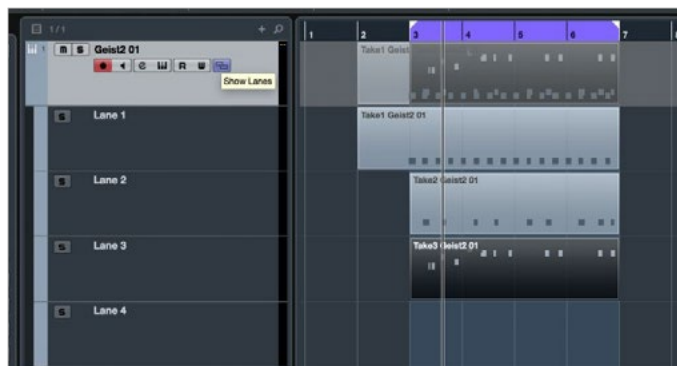 1/1
1 2 3 4 5 6 7
1 m s Geist2 01
e R W
Show Lanes
Take1 Geist
S Lane 1
Take1 Geist2 01
S Lane 2
Take2 Geist2 01
S Lane 3
Take3 Geist2 01
S Lane 4